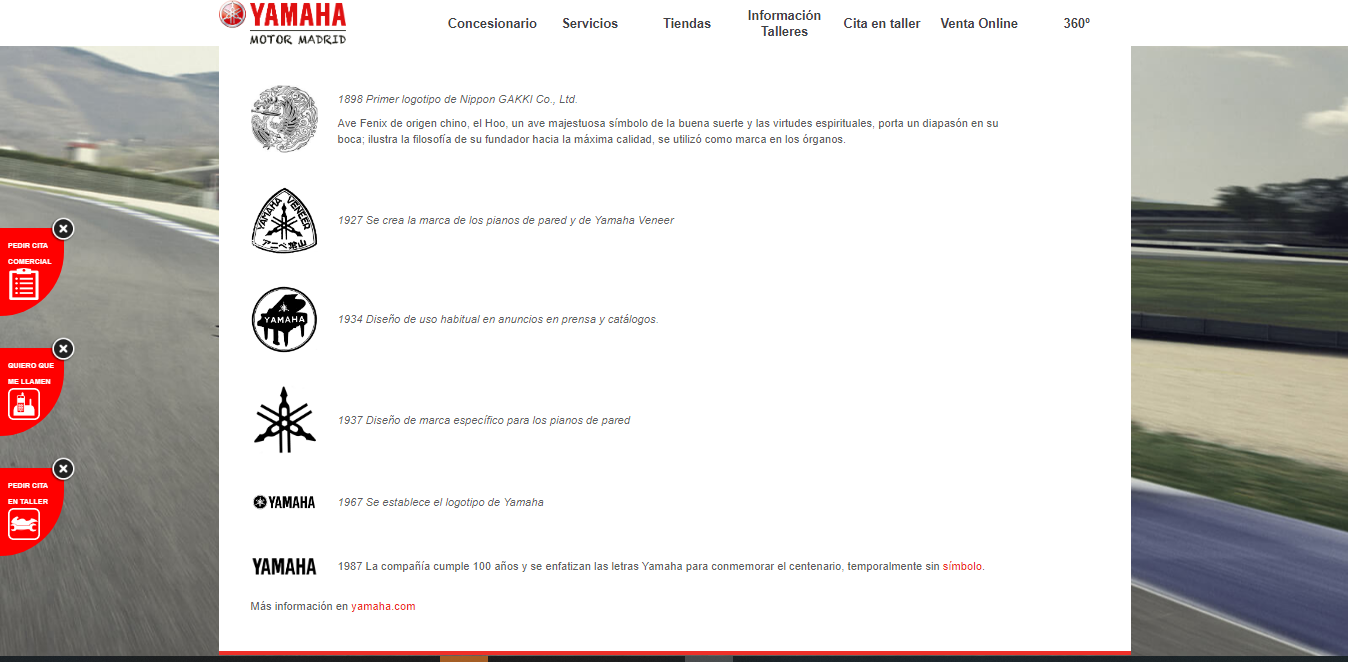 YAMAHA
MOTOR MADRID
Concesionario
Servicios
Tiendas
Información
Talleres
Cita en taller
Venta Online
360º
1898 Primer logotipo de Nippon GAKKI Co., Ltd.
Ave Fenix de origen chino, el Hoo, un ave majestuosa símbolo de la buena suerte y las virtudes espirituales, porta un diapasón en su
boca; ilustra la filosofía de su fundador hacia la máxima calidad, se utilizó como marca en los órganos.
YAMAHA VENEER
アニベ葉山
1927 Se crea la marca de los pianos de pared y de Yamaha Veneer
YAMAHA
1934 Diseño de uso habitual en anuncios en prensa y catálogos.
1937 Diseño de marca específico para los pianos de pared
YAMAHA
1967 Se establece el logotipo de Yamaha
YAMAHA
1987 La compañía cumple 100 años y se enfatizan las letras Yamaha para conmemorar el centenario, temporalmente sin símbolo.
Más información en yamaha.com
PEDIR CITA
COMERCIAL
QUIERO QUE
ME LLAMEN
PEDIR CITA
EN TALLER